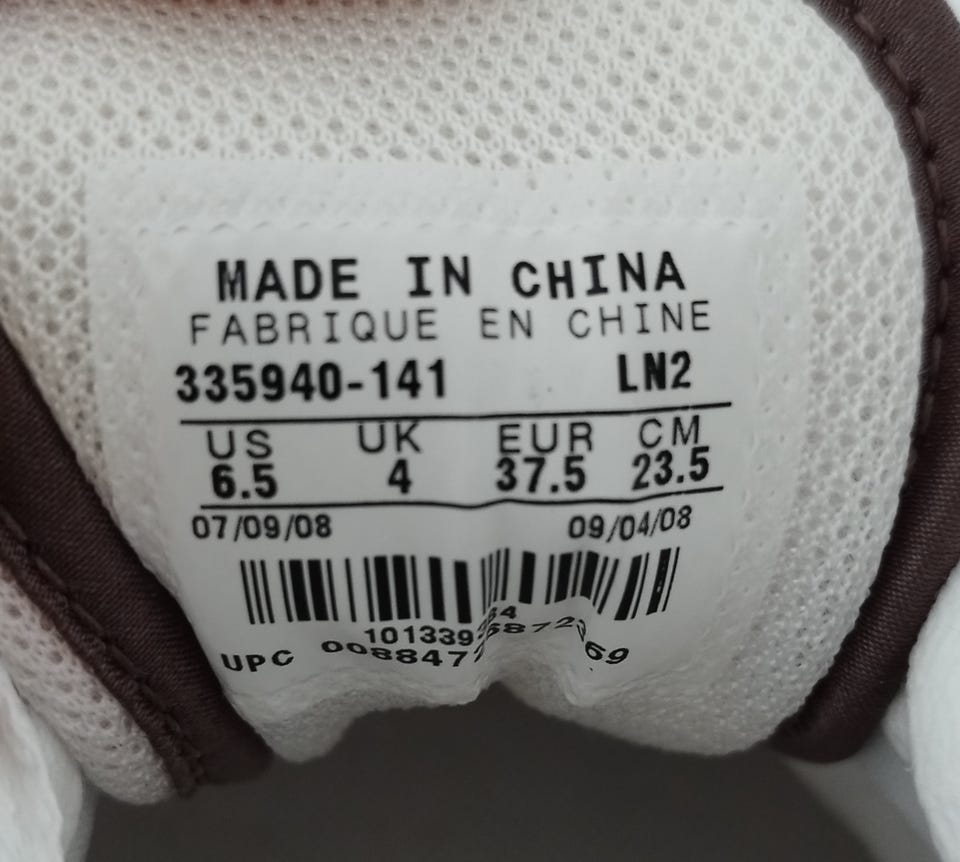 MADE IN CHINA
FABRIQUE EN CHINE
335940-141 LN2
US UK EUR CM
6.5 4 37.5 23.5
07/09/08 09/04/08
UPC